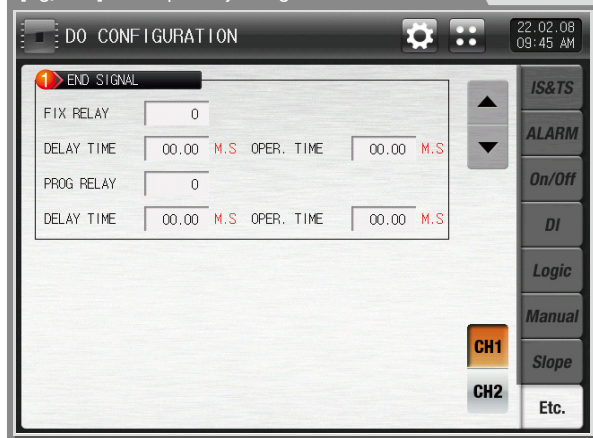 DO CONFIGURATION
22.02.08
09:45 AM
1 END SIGNAL
FIX RELAY 0
DELAY TIME 00.00 M.S OPER. TIME 00.00 M.S
PROG RELAY 0
DELAY TIME 00.00 M.S OPER. TIME 00.00 M.S
IS&TS
ALARM
On/Off
DI
Logic
Manual
Slope
Etc.
CH1
CH2